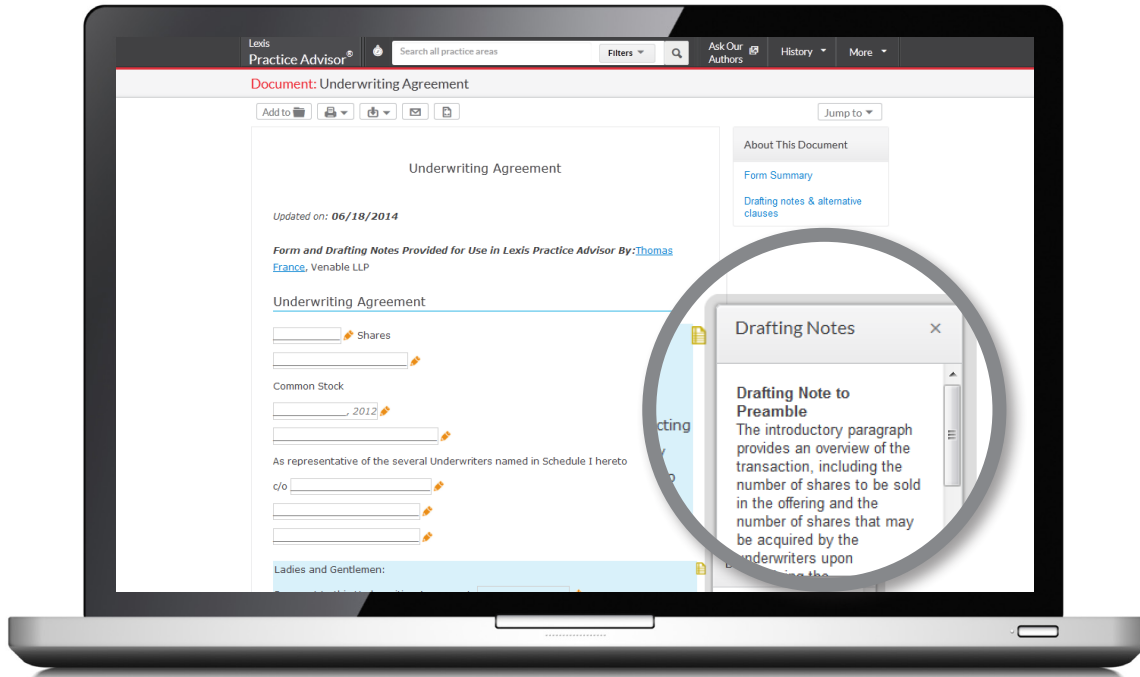 Lexis
Practice Advisor®
Search all practice areas
Filters
Ask Our
Authors
History
More
Document: Underwriting Agreement
Add to
Jump to
About This Document
Form Summary
Drafting notes & alternative
clauses
Underwriting Agreement
Updated on: 06/18/2014
Form and Drafting Notes Provided for Use in Lexis Practice Advisor By:Thomas
France, Venable LLP
Underwriting Agreement
Shares
Common Stock
, 2012
As representative of the several Underwriters named in Schedule I hereto
c/o
Ladies and Gentlemen:
Drafting Notes
Drafting Note to
Preamble
The introductory paragraph
provides an overview of the
transaction, including the
number of shares to be sold
in the offering and the
number of shares that may
be acquired by the
underwriters upon